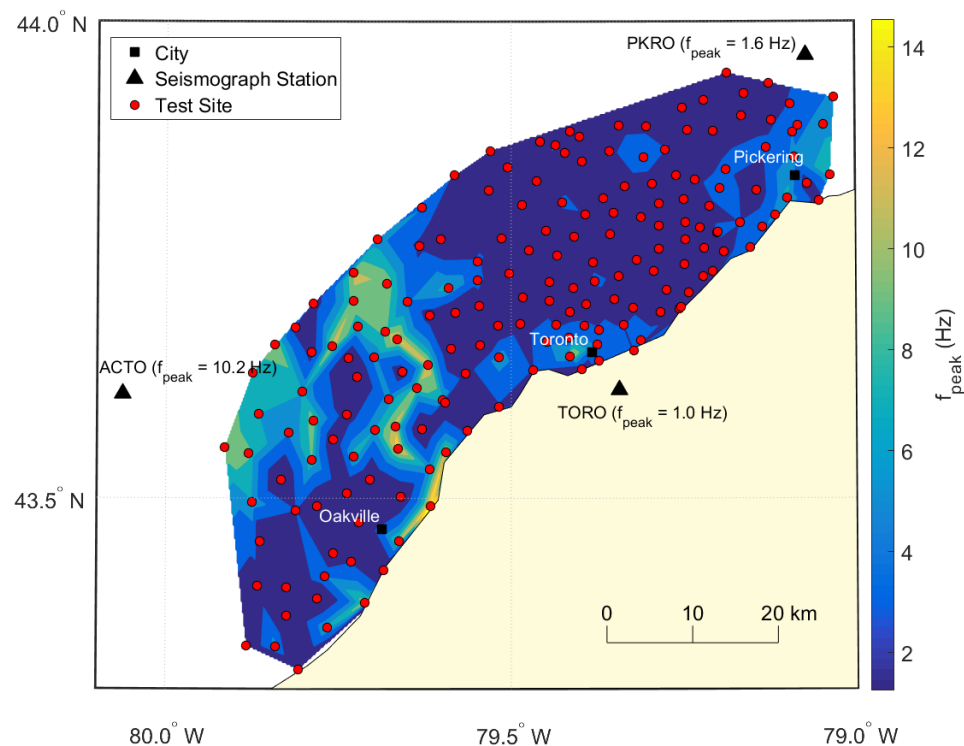 44.0° N
PKRO (f_peak = 1.6 Hz)
City
Seismograph Station
Test Site
Pickering
Toronto
ACTO (f_peak = 10.2 Hz)
TORO (f_peak = 1.0 Hz)
43.5° N
Oakville
0 10 20 km
80.0° W 79.5° W 79.0° W
14
12
10
8
6
4
2
f_peak (Hz)